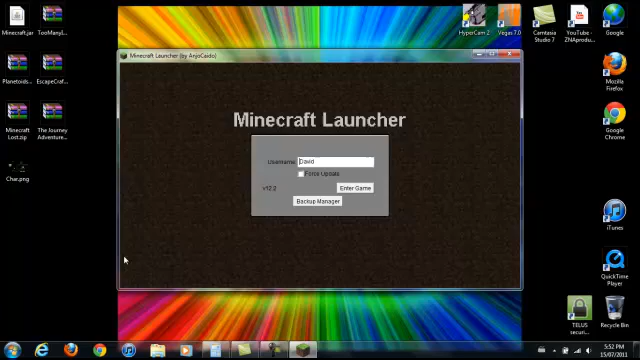 Minecraft.jar
TooManyI...
HyperCam 2
Vegas 7.0
Camtasia Studio 7
YouTube - ZNAprodu...
Google
Minecraft Launcher (by AnjoCaido)
Planetoids...
EscapeCraf...
Mozilla Firefox
Minecraft Launcher
Minecraft Lost.zip
The Journey Adventure...
Google Chrome
Username: David
Force Update
v12.2
Enter Game
Backup Manager
Char.png
iTunes
QuickTime Player
TELUS securi...
Recycle Bin
5:52 PM
15/07/2011